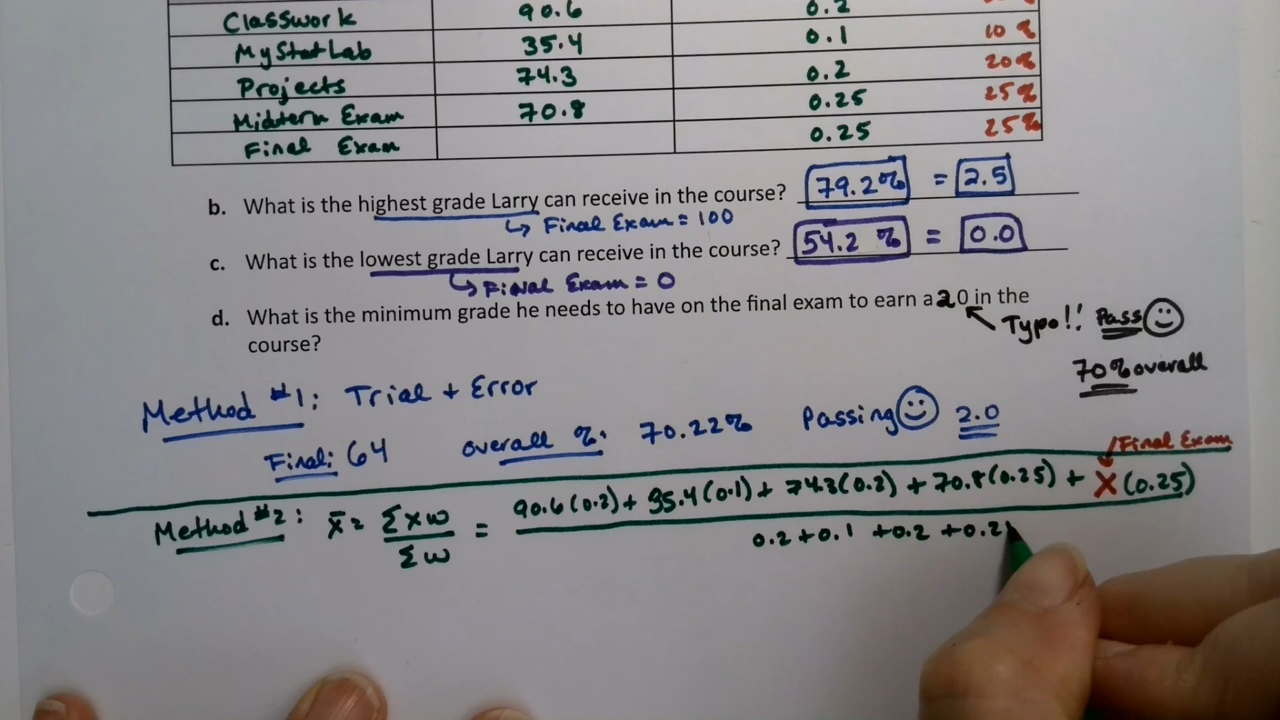 Classwork 90.6 0.2
MyStatLab 35.4 0.1 10%
Projects 74.3 0.2 20%
Midterm Exam 70.8 0.25 25%
Final Exam 0.25 25%
b. What is the highest grade Larry can receive in the course? 79.2% = 2.5
↳ Final Exam = 100
c. What is the lowest grade Larry can receive in the course? 54.2 % = 0.0
↳ Final Exam = 0
d. What is the minimum grade he needs to have on the final exam to earn a 2.0 in the
course?
Typo!! Pass
70% overall
Method #1: Trial + Error
Final: 64 overall %: 70.22% Passing 2.0
Final Exam
Method #2: x̄ = Σxw / Σw = 90.6(0.2) + 35.4(0.1) + 74.3(0.2) + 70.8(0.25) + X(0.25)
0.2 + 0.1 + 0.2 + 0.2